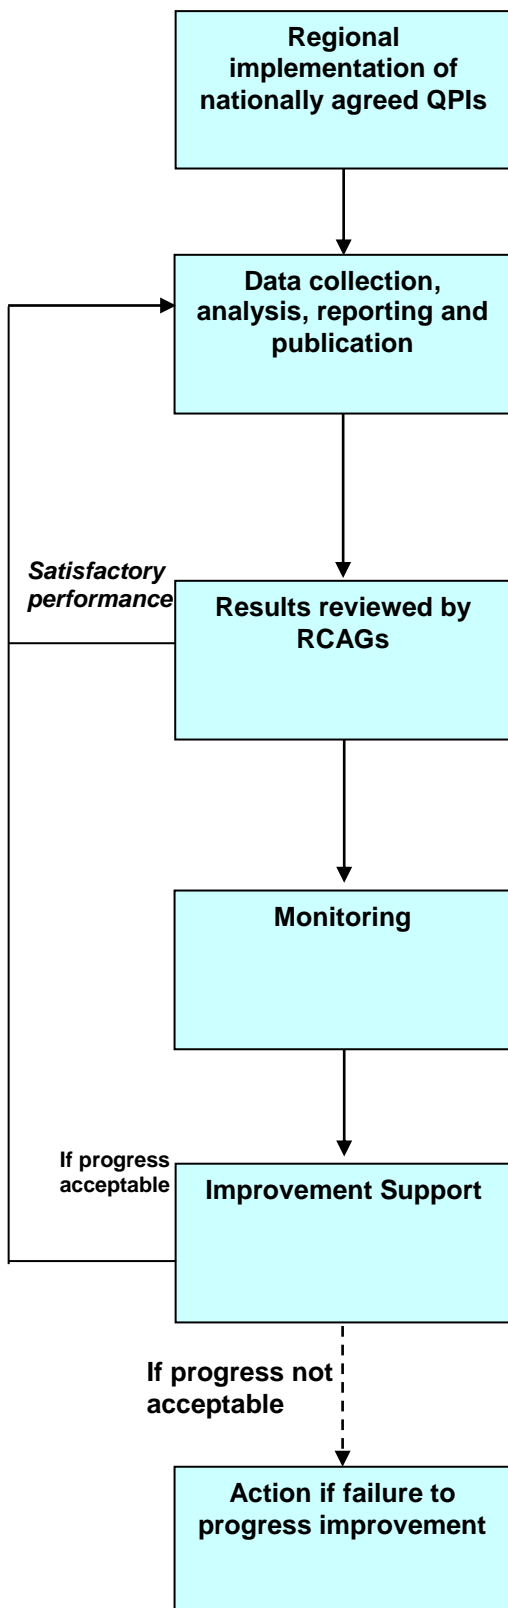 Regional
implementation of
nationally agreed QPIs
Data collection,
analysis, reporting and
publication
Satisfactory
performance
Results reviewed by
RCAGs
Monitoring
If progress
acceptable
Improvement Support
If progress not
acceptable
Action if failure to
progress improvement